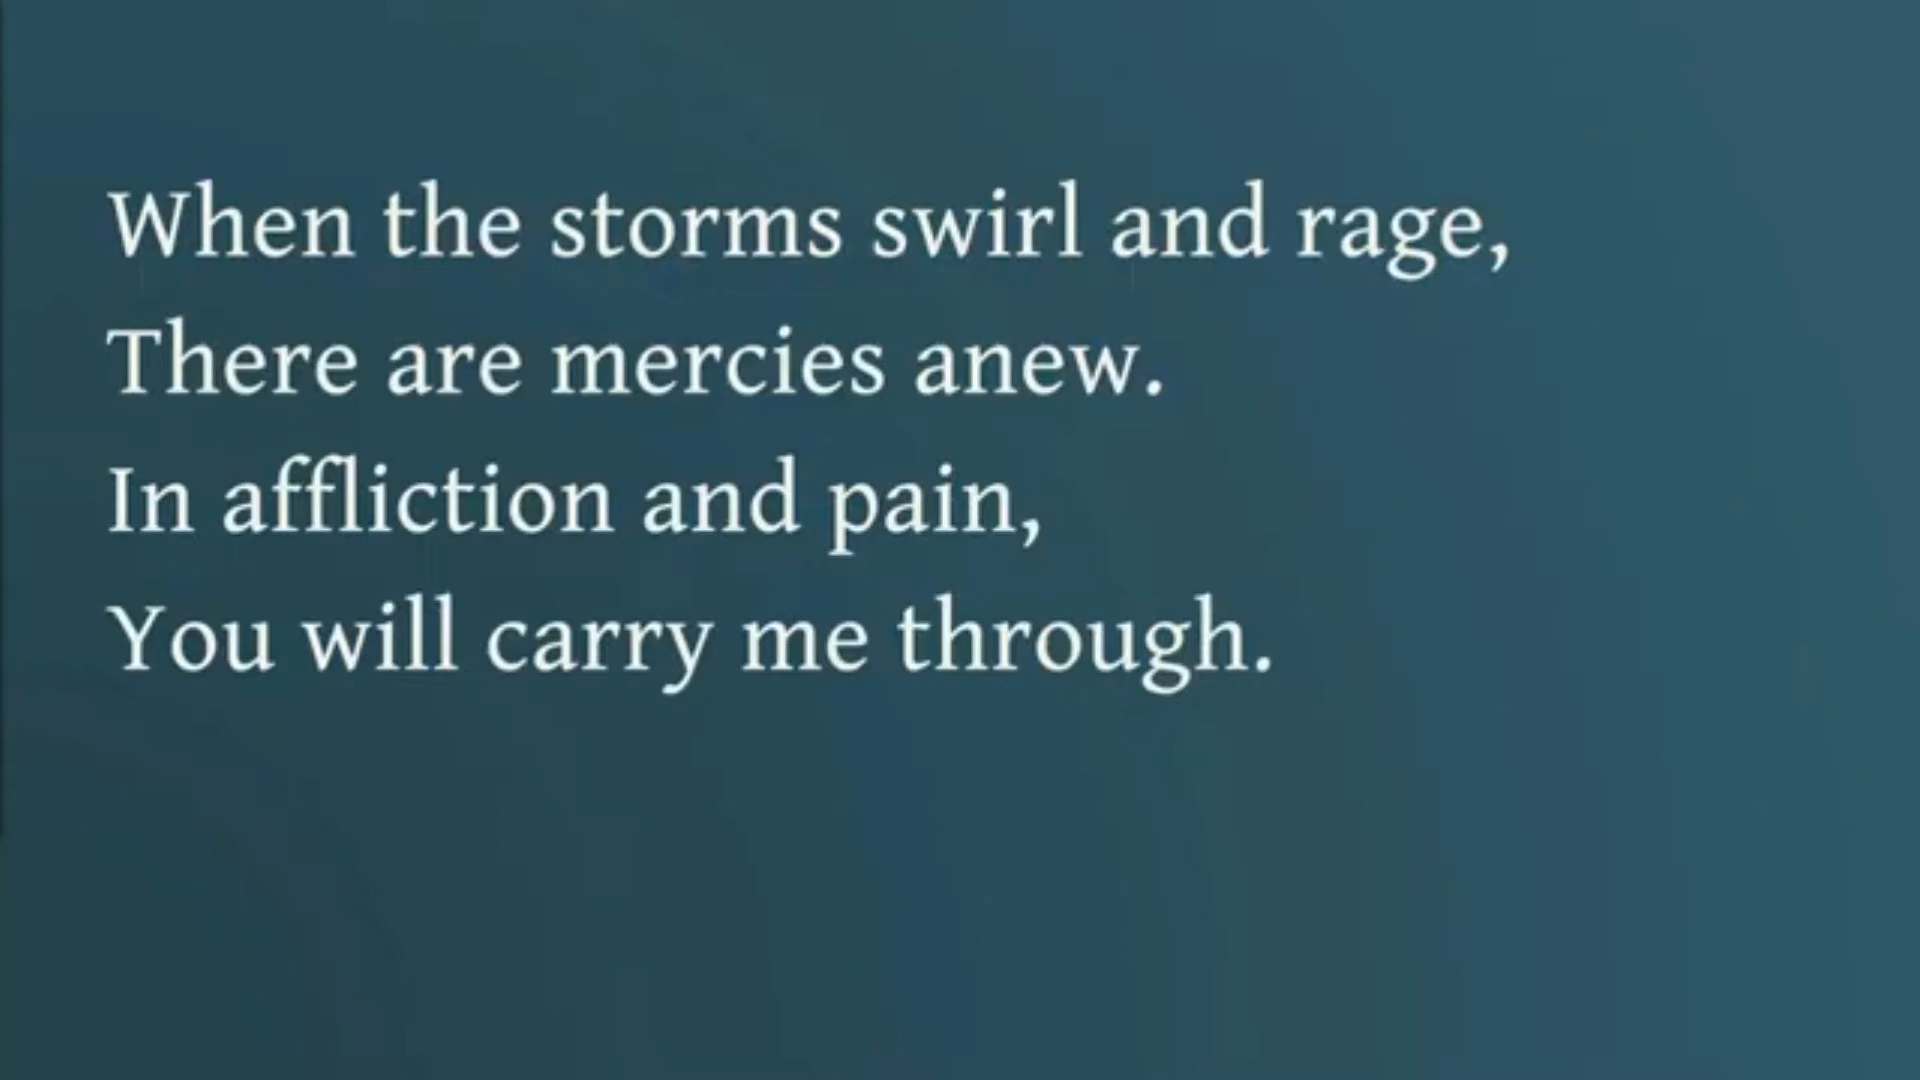 When the storms swirl and rage,
There are mercies anew.
In affliction and pain,
You will carry me through.